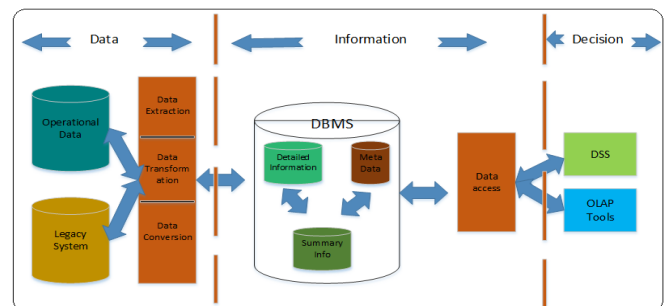 Data
Information
Decision
Operational
Data
Legacy
System
Data
Extraction
Data
Transform
ation
Data
Conversion
DBMS
Detailed
Information
Meta
Data
Summary
Info
Data
access
DSS
OLAP
Tools